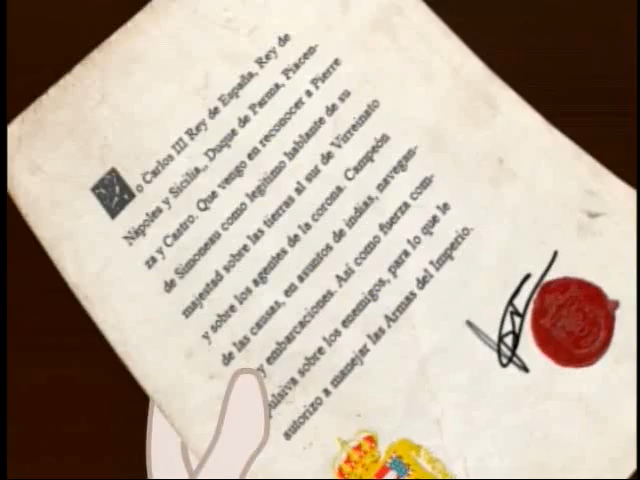 Yo Carlos III Rey de España, Rey de
Nápoles y Sicilia,, Duque de Parma, Piacen-
za y Castro. Que vengo en reconocer a Pierre
de Simoneau como legítimo hablante de su
majestad sobre las tierras al sur de Virreinato
y sobre los agentes de la corona. Campeón
de las causas, en asuntos de indias, navegan-
y embarcaciones. Así como fuerza com-
pulsiva sobre los enemigos, para lo que le
autorizo a manejar las Armas del Imperio.